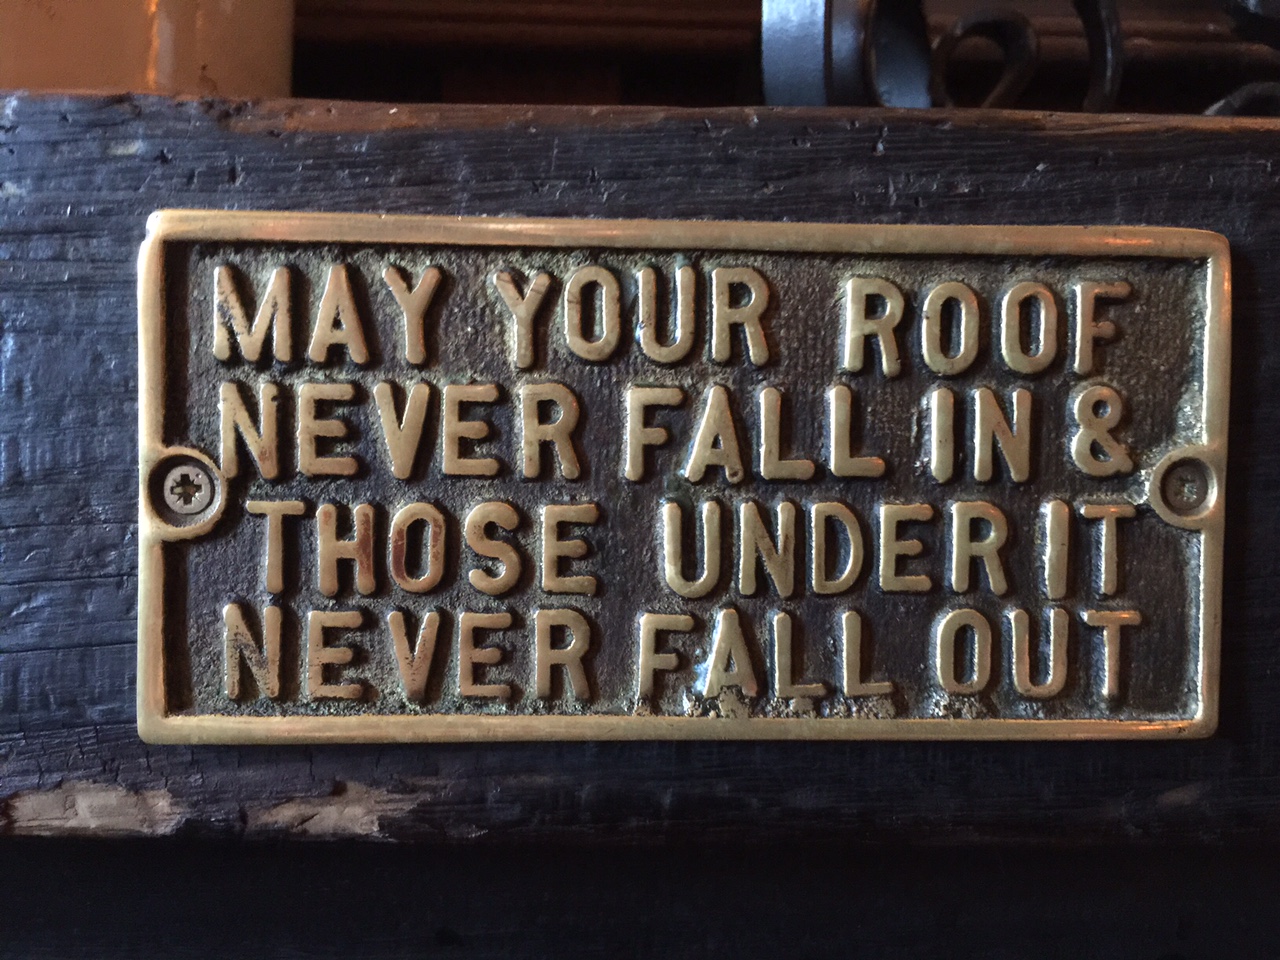 MAY YOUR ROOF
NEVER FALL IN &
THOSE UNDER IT
NEVER FALL OUT